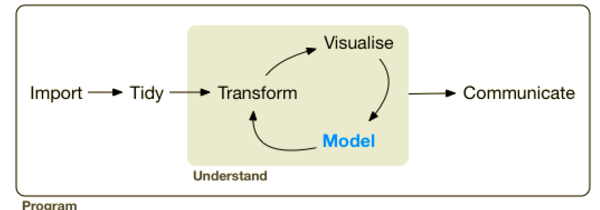 Visualise
Import
Tidy
Transform
Communicate
Model
Understand
Program